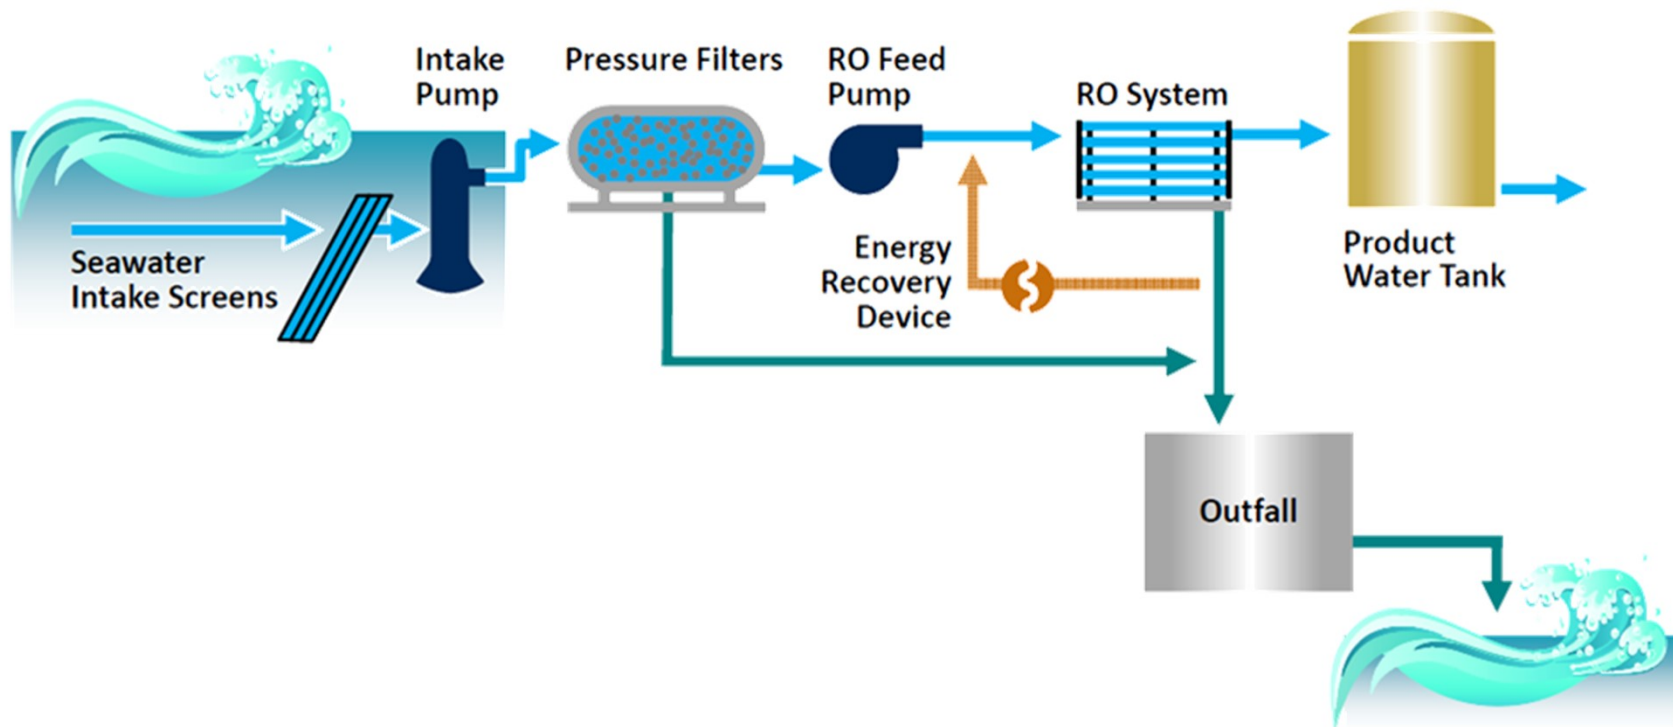 Intake
Pump
Pressure Filters
RO Feed
Pump
RO System
Seawater
Intake Screens
Energy
Recovery
Device
Product
Water Tank
Outfall